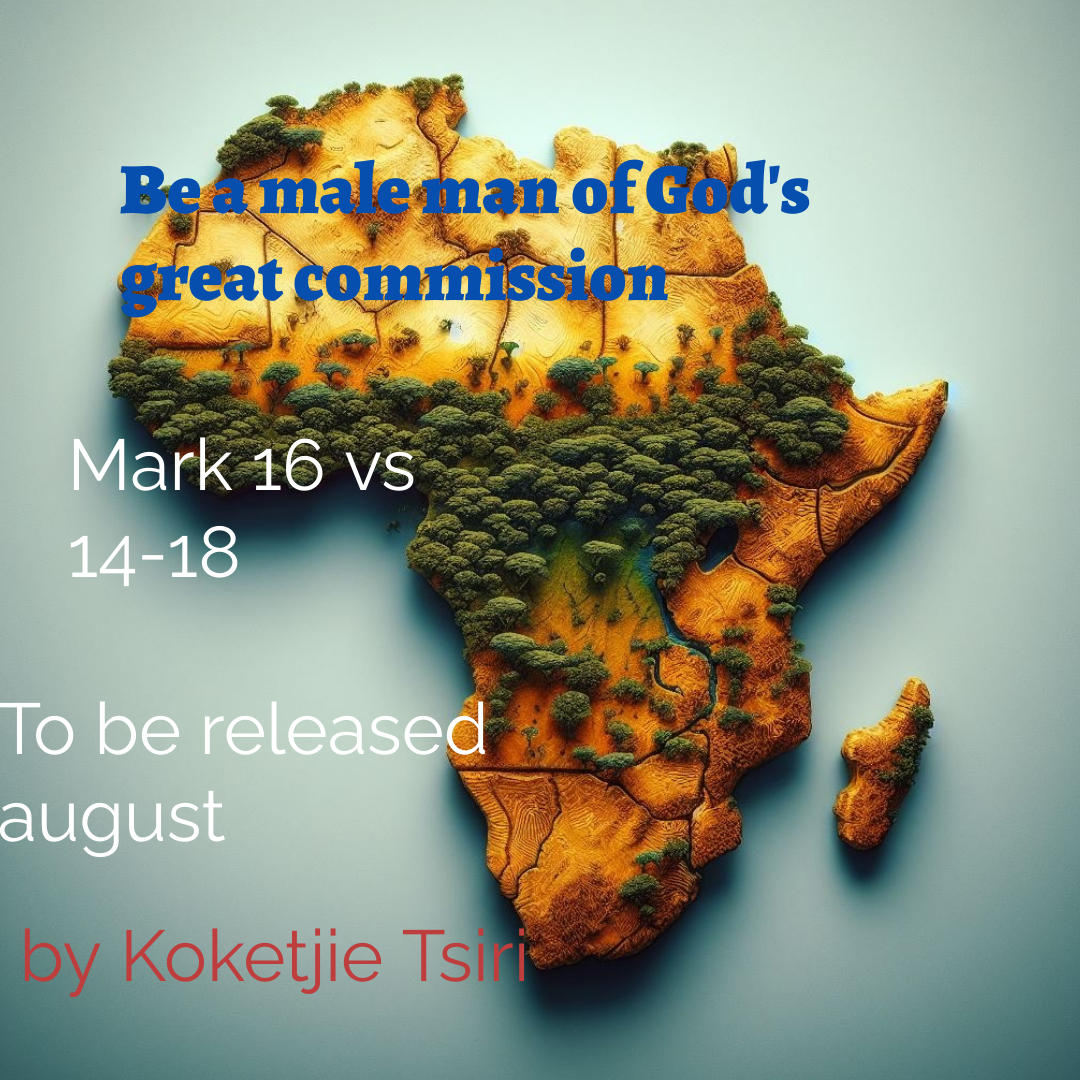 Be a male man of God's
great commission
Mark 16 vs
14-18
To be released
august
by Koketjie Tsiri